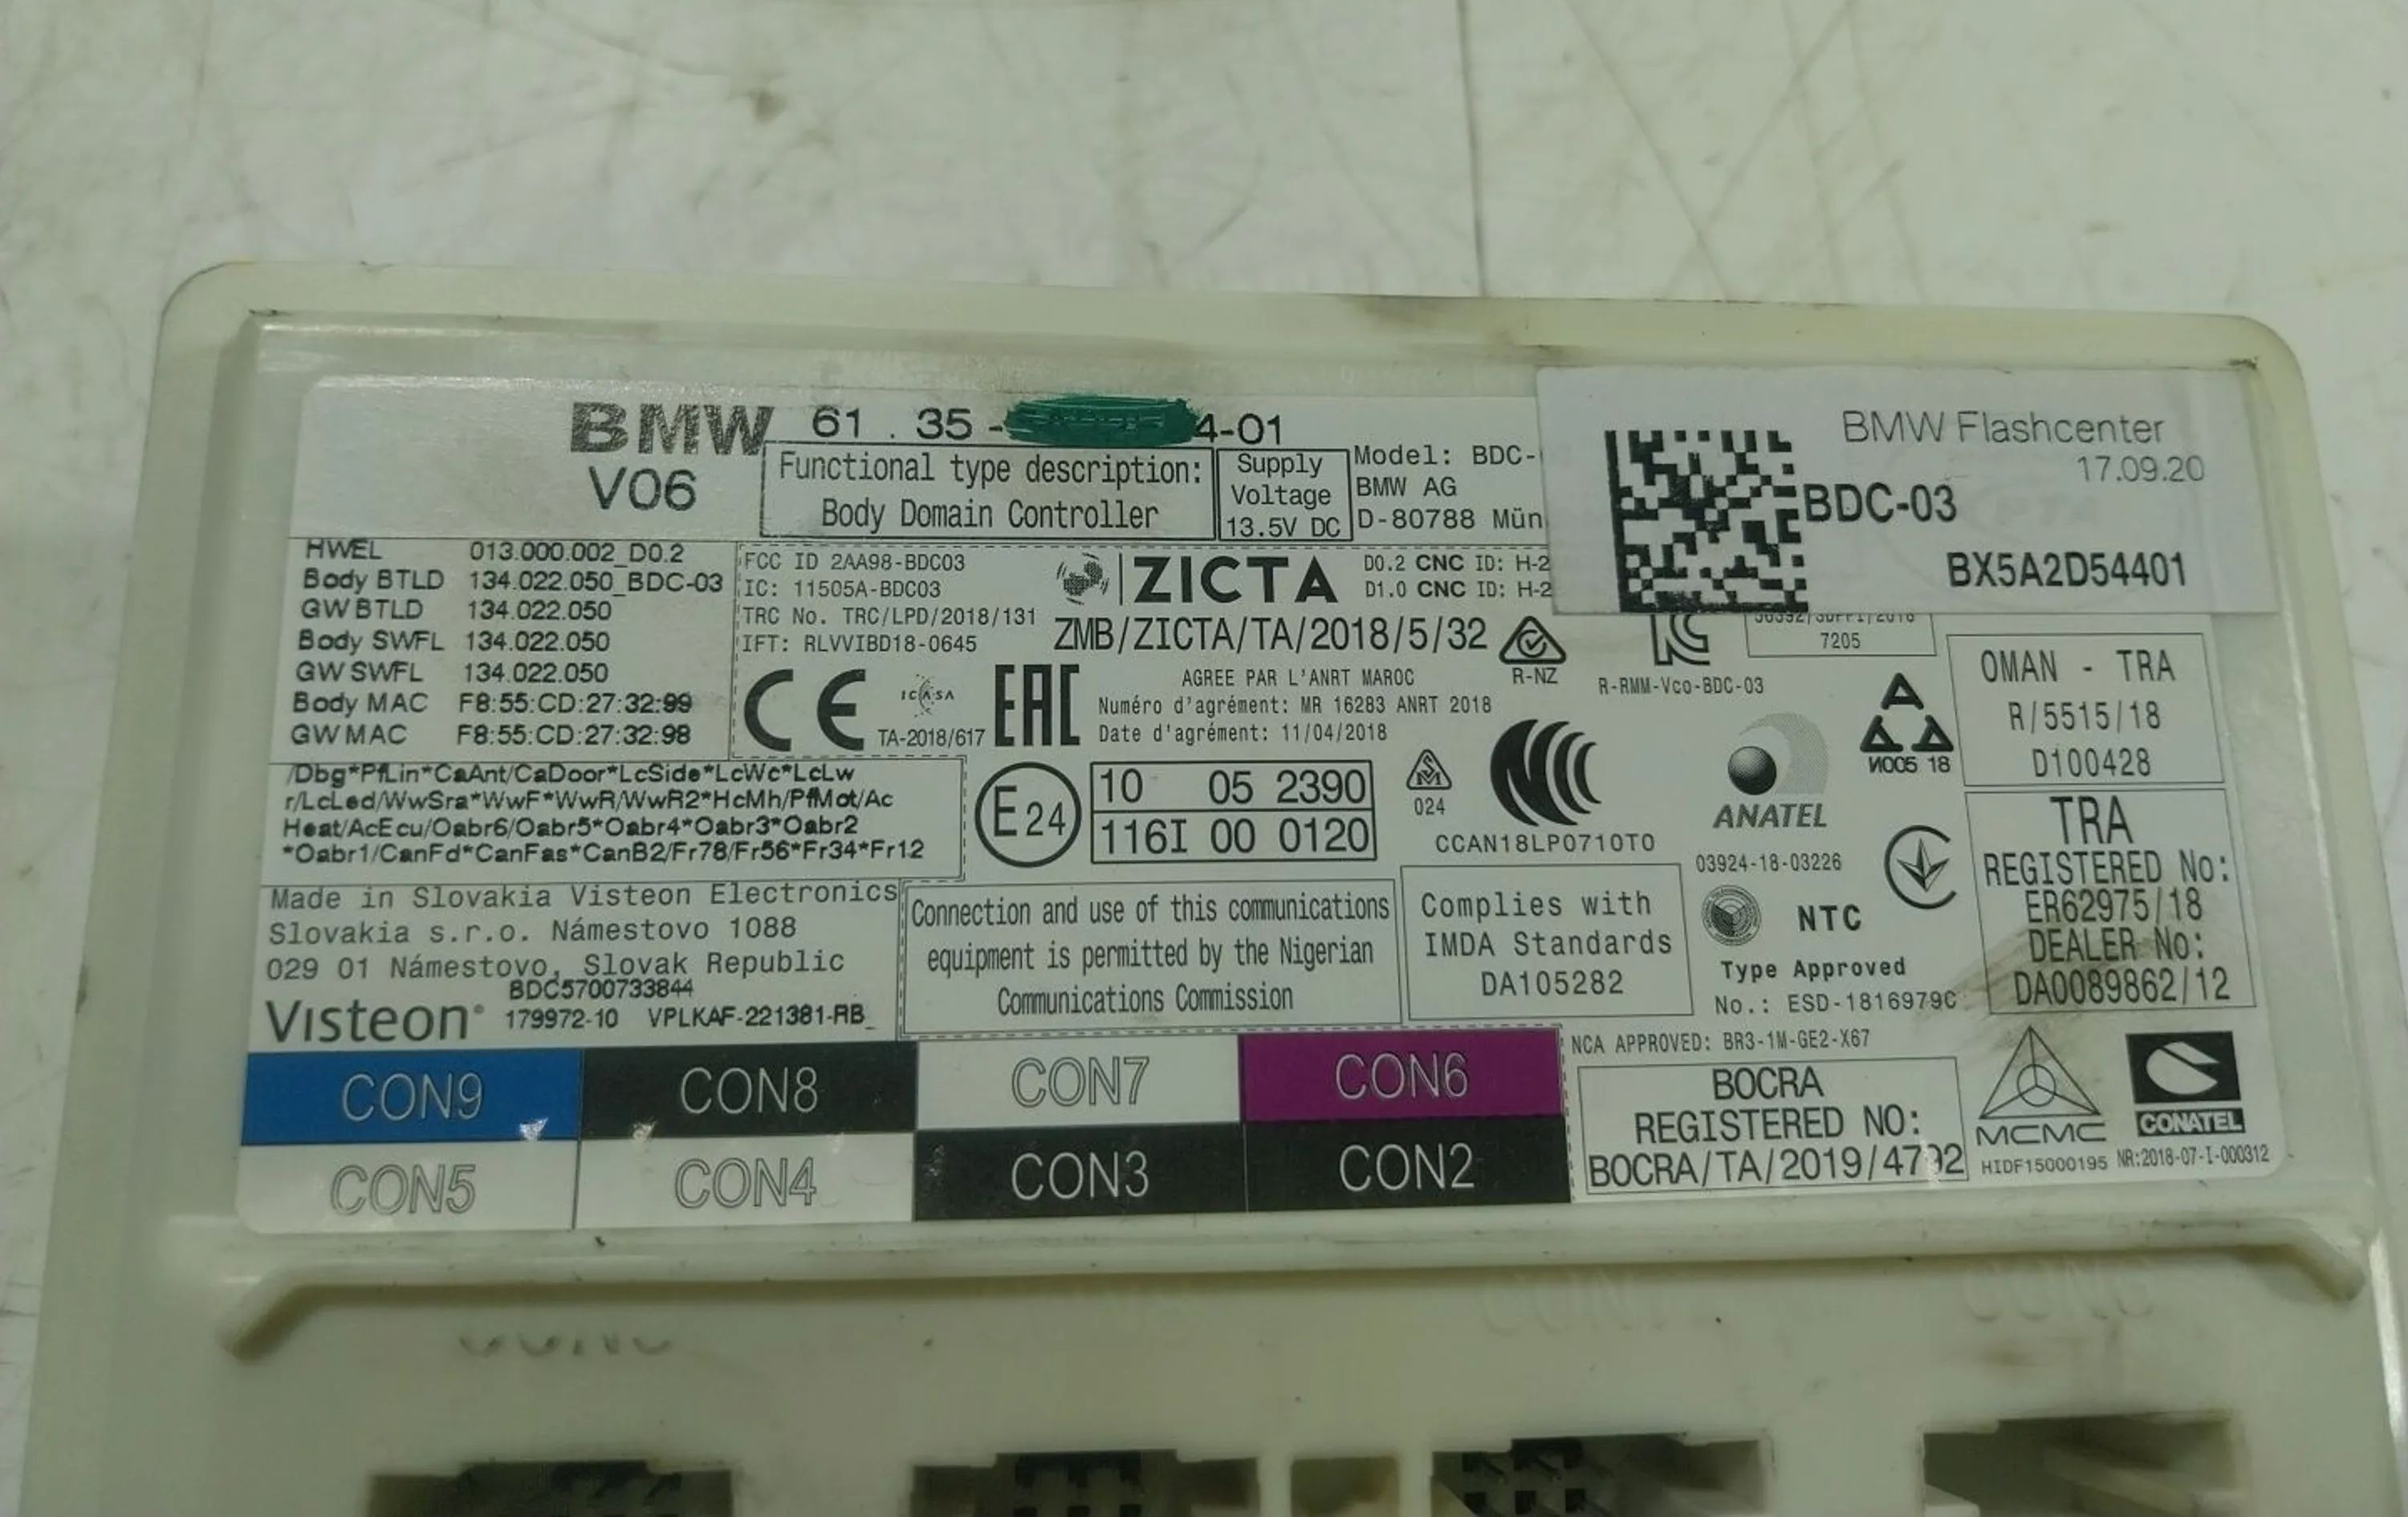 BMW 61 . 35 - 4-01
V06
Functional type description:
Body Domain Controller
Supply
Voltage
13.5V DC
Model: BDC-
BMW AG
D-80788 Mün
BMW Flashcenter
17.09.20
BDC-03
BX5A2D54401
HWEL 013.000.002_D0.2
Body BTLD 134.022.050_BDC-03
GW BTLD 134.022.050
Body SWFL 134.022.050
GW SWFL 134.022.050
Body MAC F8:55:CD:27:32:99
GW MAC F8:55:CD:27:32:98
FCC ID 2AA98-BDC03
IC: 11505A-BDC03
TRC No. TRC/LPD/2018/131
IFT: RLVVIBD18-0645
ZICTA
ZMB/ZICTA/TA/2018/5/32
D0.2 CNC ID: H-2
D1.0 CNC ID: H-2
R-NZ
7205
R-RMM-Vco-BDC-03
CE
ICASA
TA-2018/617
EAC
AGREE PAR L'ANRT MAROC
Numéro d'agrément: MR 16283 ANRT 2018
Date d'agrément: 11/04/2018
OMAN - TRA
R/5515/18
D100428
/Dbg*PfLin*CaAnt/CaDoor*LcSide*LcWc*LcLw
r/LcLed/WwSra*WwF*WwR/WwR2*HcMh/PfMot/Ac
Heat/AcEcu/Oabr6/Oabr5*Oabr4*Oabr3*Oabr2
*Oabr1/CanFd*CanFas*CanB2/Fr78/Fr56*Fr34*Fr12
E24
10 05 2390
116I 00 0120
024
CCAN18LP0710T0
ANATEL
03924-18-03226
И005 18
TRA
REGISTERED No:
ER62975/18
DEALER No:
DA0089862/12
Made in Slovakia Visteon Electronics
Slovakia s.r.o. Námestovo 1088
029 01 Námestovo, Slovak Republic
BDC5700733844
Visteon 179972-10 VPLKAF-221381-RB_
Connection and use of this communications
equipment is permitted by the Nigerian
Communications Commission
Complies with
IMDA Standards
DA105282
NTC
Type Approved
No.: ESD-1816979C
NCA APPROVED: BR3-1M-GE2-X67
BOCRA
REGISTERED NO:
BOCRA/TA/2019/4792
MCMC
HIDF15000195
CONATEL
NR:2018-07-I-000312
CON9 CON8 CON7 CON6
CON5 CON4 CON3 CON2